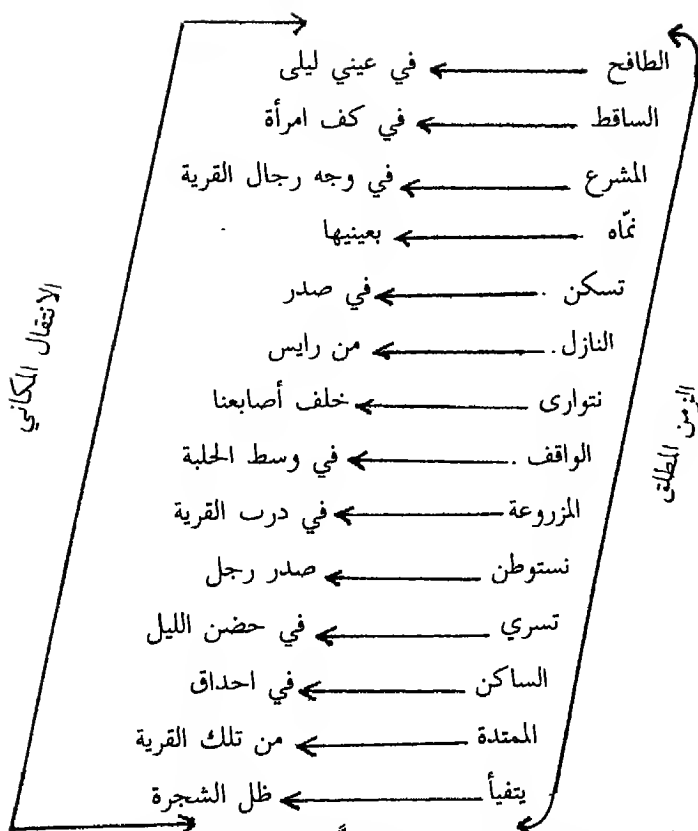 الطافح ← في عيني ليلى
الساقط ← في كف امرأة
المشرع ← في وجه رجال القرية
نمّاه ← بعينيها
تسكن . ← في صدر
النازل . ← من رايس
نتوارى ← خلف أصابعنا
الواقف . ← في وسط الحلبة
المزروعة ← في درب القرية
نستوطن ← صدر رجل
تسري ← في حضن الليل
الساكن ← في احداق
الممتدة ← من تلك القرية
يتفيأ ← ظل الشجرة
الانتقال المكاني
الزمن المطلق